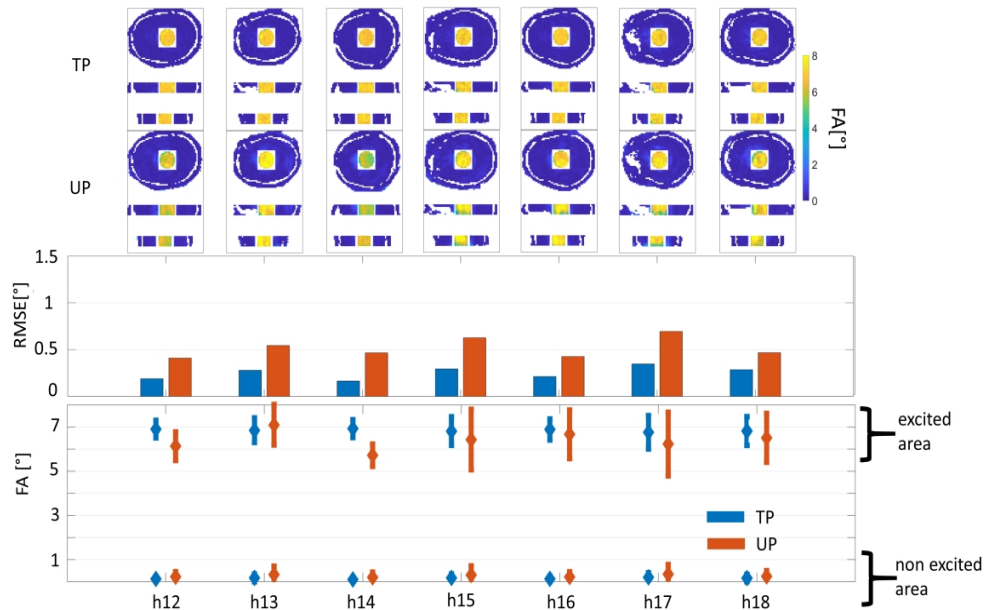 TP
UP
8
6
4
2
0
FA[°]
1.5
1
0.5
0
RMSE[°]
7
5
3
1
FA [°]
excited
area
TP
UP
non excited
area
h12 h13 h14 h15 h16 h17 h18